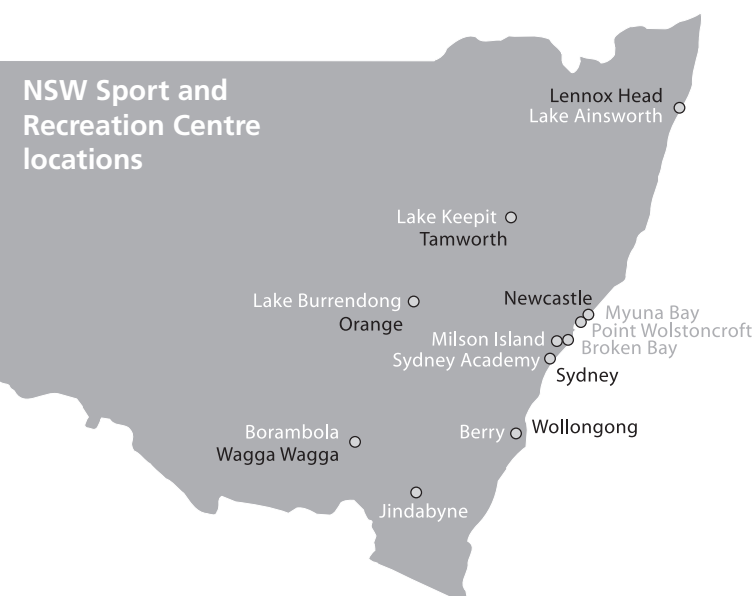 NSW Sport and
Recreation Centre
locations
Lennox Head
Lake Ainsworth
Lake Keepit
Tamworth
Lake Burrendong
Orange
Newcastle
Myuna Bay
Point Wolstoncroft
Broken Bay
Milson Island
Sydney Academy
Sydney
Borambola
Wagga Wagga
Berry
Wollongong
Jindabyne